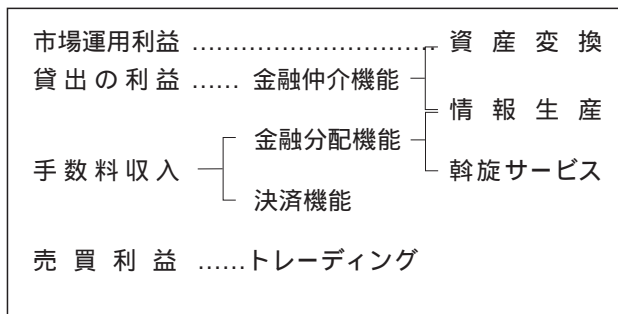 市場運用利益 ………………………… 資産変換
貸出の利益 …… 金融仲介機能
情報生産
金融分配機能
手数料収入 斡旋サービス
決済機能
売買利益 ……トレーディング